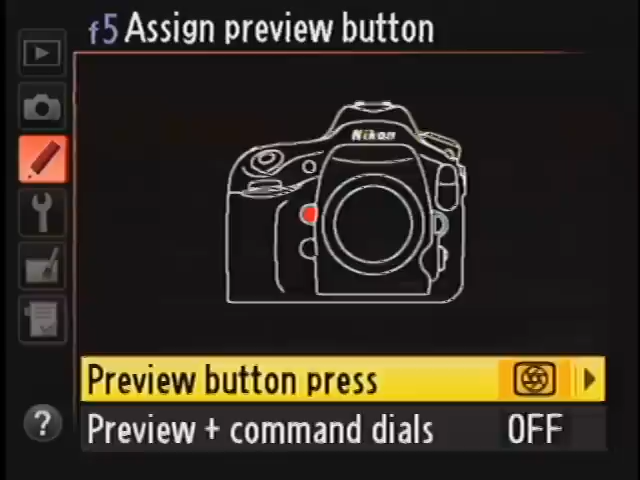 f5 Assign preview button
Nikon
Preview button press
?
Preview + command dials OFF